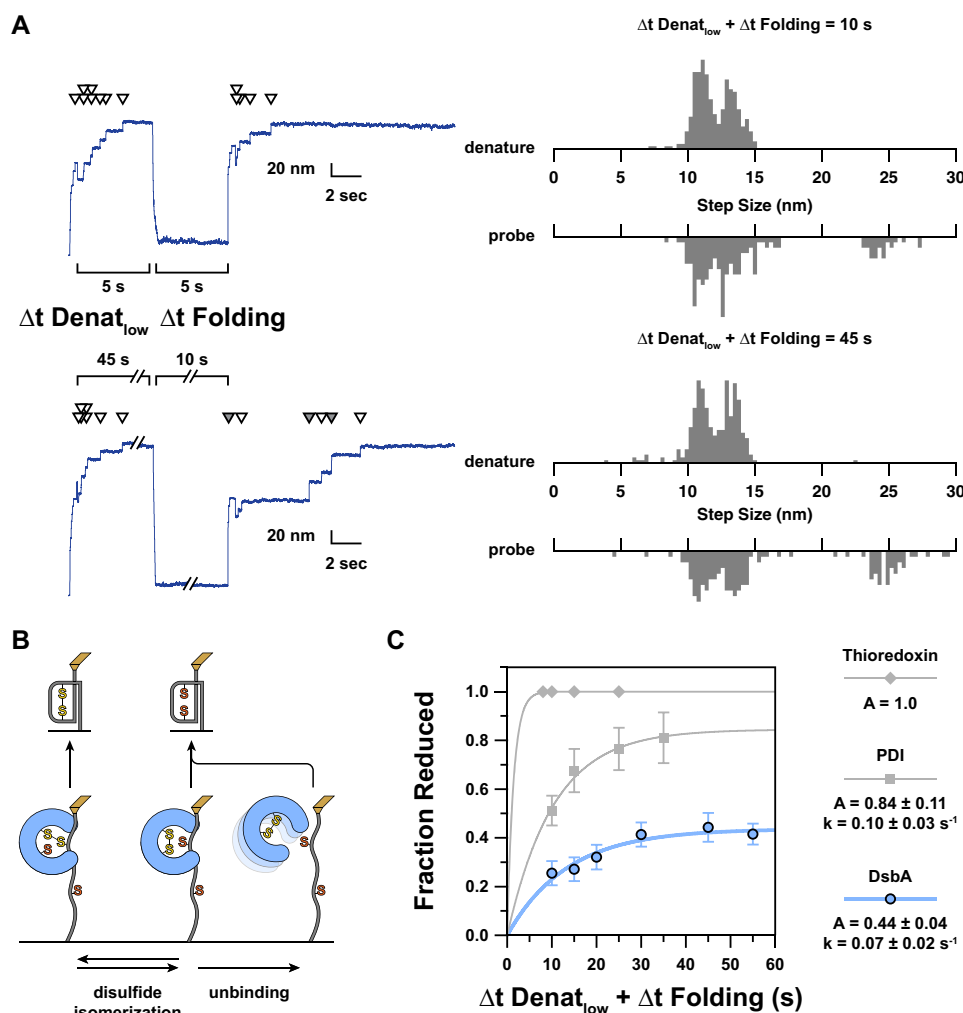 A
Δt Denat_low + Δt Folding = 10 s
20 nm
2 sec
denature
0 5 10 15 20 25 30
Step Size (nm)
probe
5 s 5 s
Δt Denat_low Δt Folding
Δt Denat_low + Δt Folding = 45 s
45 s 10 s
20 nm
2 sec
denature
0 5 10 15 20 25 30
Step Size (nm)
probe
B
S S
S S
S S S S S S S S S
S S
disulfide
isomerization
unbinding
C
Fraction Reduced
1.0
0.8
0.6
0.4
0.2
0.0
0 10 20 30 40 50 60
Δt Denat_low + Δt Folding (s)
Thioredoxin
A = 1.0
PDI
A = 0.84 ± 0.11
k = 0.10 ± 0.03 s⁻¹
DsbA
A = 0.44 ± 0.04
k = 0.07 ± 0.02 s⁻¹